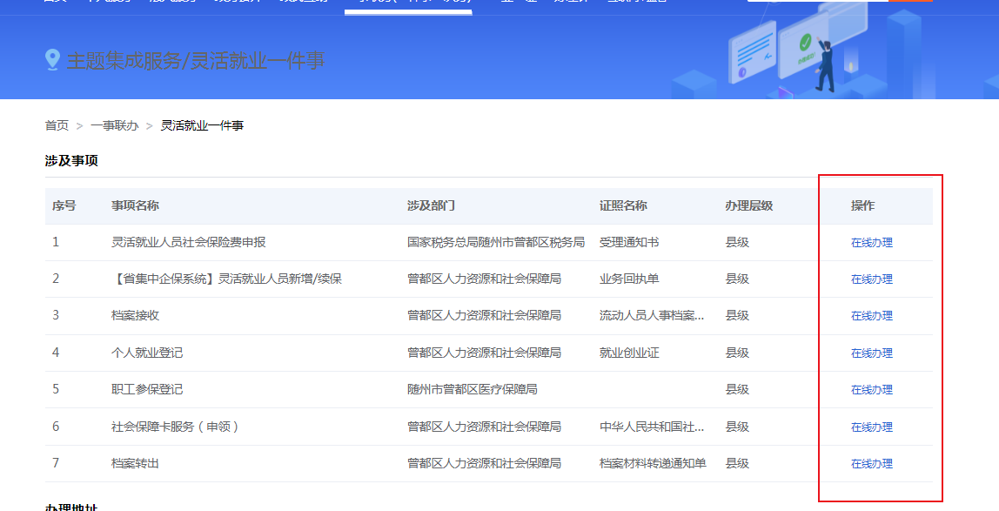 主题集成服务/灵活就业一件事
首页 > 一事联办 > 灵活就业一件事
涉及事项
序号 事项名称 涉及部门 证照名称 办理层级 操作
1 灵活就业人员社会保险费申报 国家税务总局随州市曾都区税务局 受理通知书 县级 在线办理
2 【省集中企保系统】灵活就业人员新增/续保 曾都区人力资源和社会保障局 业务回执单 县级 在线办理
3 档案接收 曾都区人力资源和社会保障局 流动人员人事档案... 县级 在线办理
4 个人就业登记 曾都区人力资源和社会保障局 就业创业证 县级 在线办理
5 职工参保登记 随州市曾都区医疗保障局 县级 在线办理
6 社会保障卡服务（申领） 曾都区人力资源和社会保障局 中华人民共和国社... 县级 在线办理
7 档案转出 曾都区人力资源和社会保障局 档案材料转递通知单 县级 在线办理
办理地址